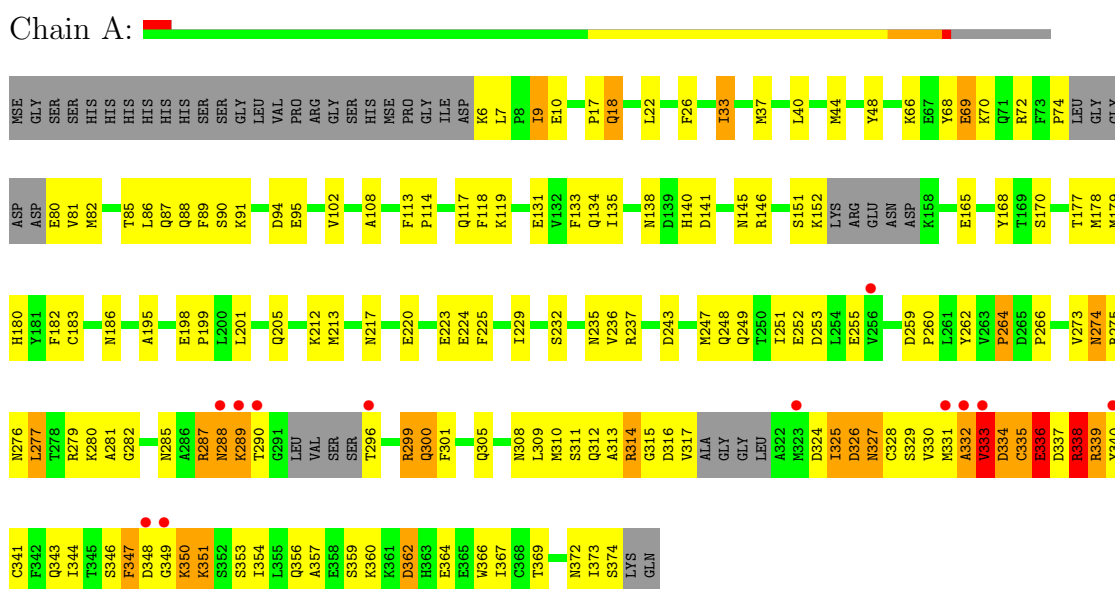 Chain A:
MSE GLY SER SER HIS HIS HIS HIS HIS HIS SER SER GLY LEU VAL PRO ARG GLY SER HIS MSE PRO GLY ILE ASP K6 L7 P8 I9 E10 P17 Q18 L22 F26 I33 M37 L40 M44 Y48 K66 E67 Y68 E69 K70 Q71 R72 F73 P74 LEU GLY GLY
ASP ASP E80 V81 M82 T85 L86 Q87 Q88 F89 S90 K91 D94 E95 V102 A108 F113 P114 Q117 F118 K119 E131 V132 F133 Q134 I135 N138 D139 H140 D141 N145 R146 S151 K152 LYS ARG GLU ASN ASP K158 E165 Y168 T169 S170 T177 M178
H180 Y181 F182 C183 N186 A195 E198 P199 L200 L201 Q205 K212 M213 N217 E220 E223 E224 F225 I229 S232 N235 V236 R237 D243 M247 Q248 Q249 T250 I251 E252 D253 L254 E255 V256 D259 P260 L261 Y262 V263 P264 D265 P266 V273 N274 R275
N276 L277 T278 R279 K280 A281 G282 N285 A286 R287 N288 K289 T290 G291 LEU VAL SER SER T296 R299 Q300 F301 Q305 N308 L309 M310 S311 Q312 A313 R314 G315 D316 V317 ALA GLY GLY LEU A322 M323 D324 I325 D326 N327 C328 S329 V330 M331 A332 V333 D334 C335 E336 D337 R338 R339 Y340
C341 F342 Q343 I344 T345 S346 F347 D348 G349 K350 K351 S352 S353 I354 L355 Q356 A357 E358 S359 K360 K361 D362 H363 E364 E365 W366 I367 C368 T369 N372 I373 S374 LYS GLN